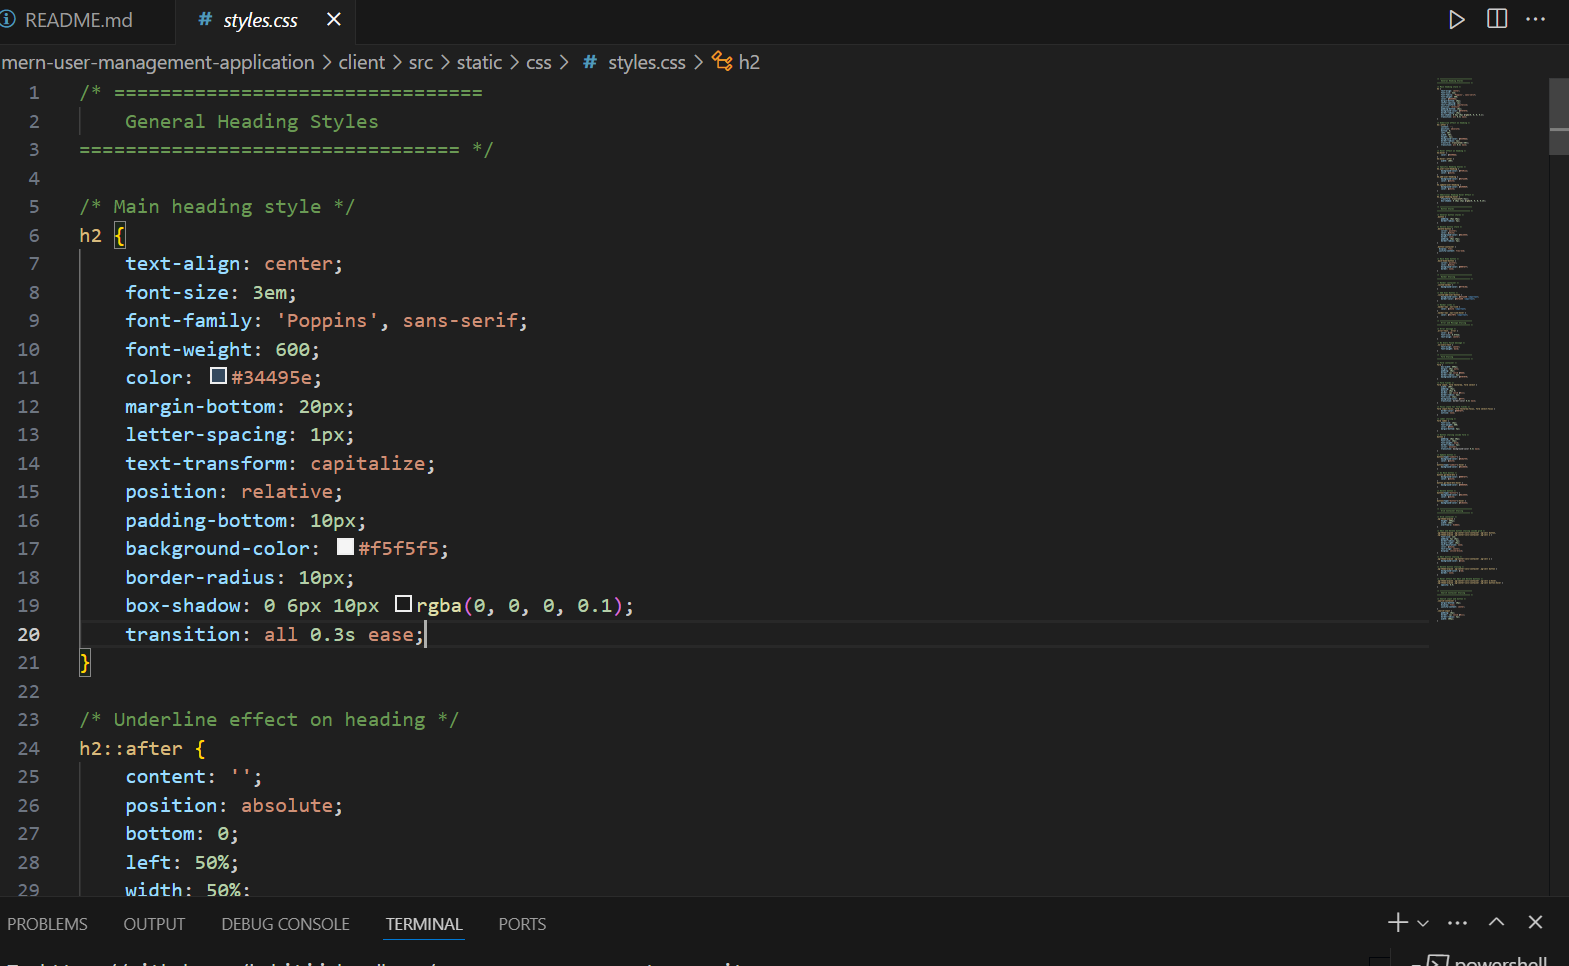 README.md
# styles.css
mern-user-management-application > client > src > static > css > # styles.css > h2
1 /* ================================
2 General Heading Styles
3 ================================= */
4
5 /* Main heading style */
6 h2 {
7 text-align: center;
8 font-size: 3em;
9 font-family: 'Poppins', sans-serif;
10 font-weight: 600;
11 color: #34495e;
12 margin-bottom: 20px;
13 letter-spacing: 1px;
14 text-transform: capitalize;
15 position: relative;
16 padding-bottom: 10px;
17 background-color: #f5f5f5;
18 border-radius: 10px;
19 box-shadow: 0 6px 10px rgba(0, 0, 0, 0.1);
20 transition: all 0.3s ease;
21 }
22
23 /* Underline effect on heading */
24 h2::after {
25 content: '';
26 position: absolute;
27 bottom: 0;
28 left: 50%;
29 width: 50%;
PROBLEMS OUTPUT DEBUG CONSOLE TERMINAL PORTS
powershell